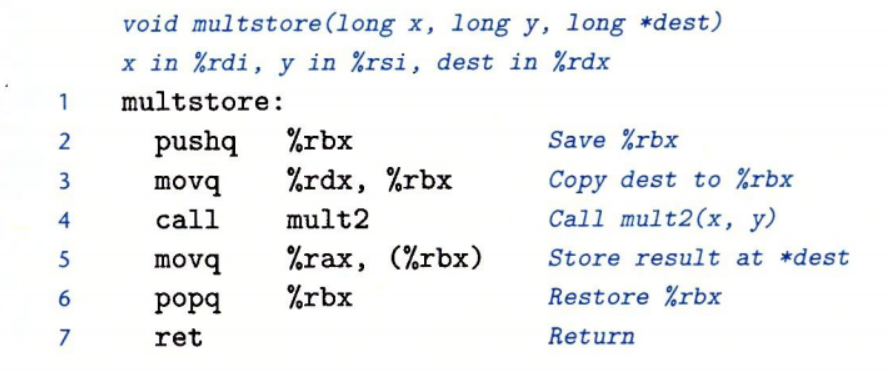 void multstore(long x, long y, long *dest)
x in %rdi, y in %rsi, dest in %rdx
1 multstore:
2 pushq %rbx Save %rbx
3 movq %rdx, %rbx Copy dest to %rbx
4 call mult2 Call mult2(x, y)
5 movq %rax, (%rbx) Store result at *dest
6 popq %rbx Restore %rbx
7 ret Return